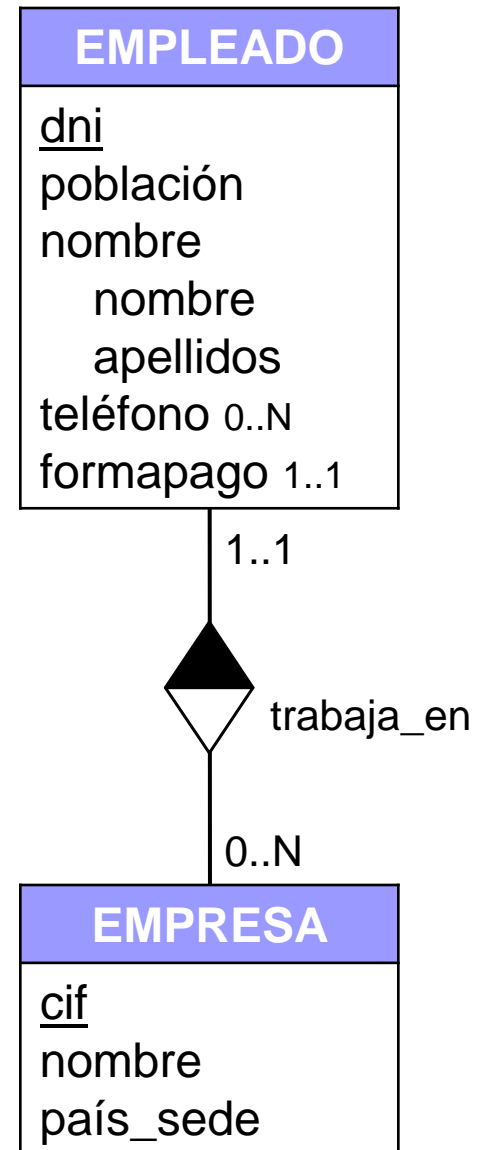 EMPLEADO
dni
población
nombre
nombre
apellidos
teléfono 0..N
formapago 1..1
1..1
trabaja_en
0..N
EMPRESA
cif
nombre
país_sede